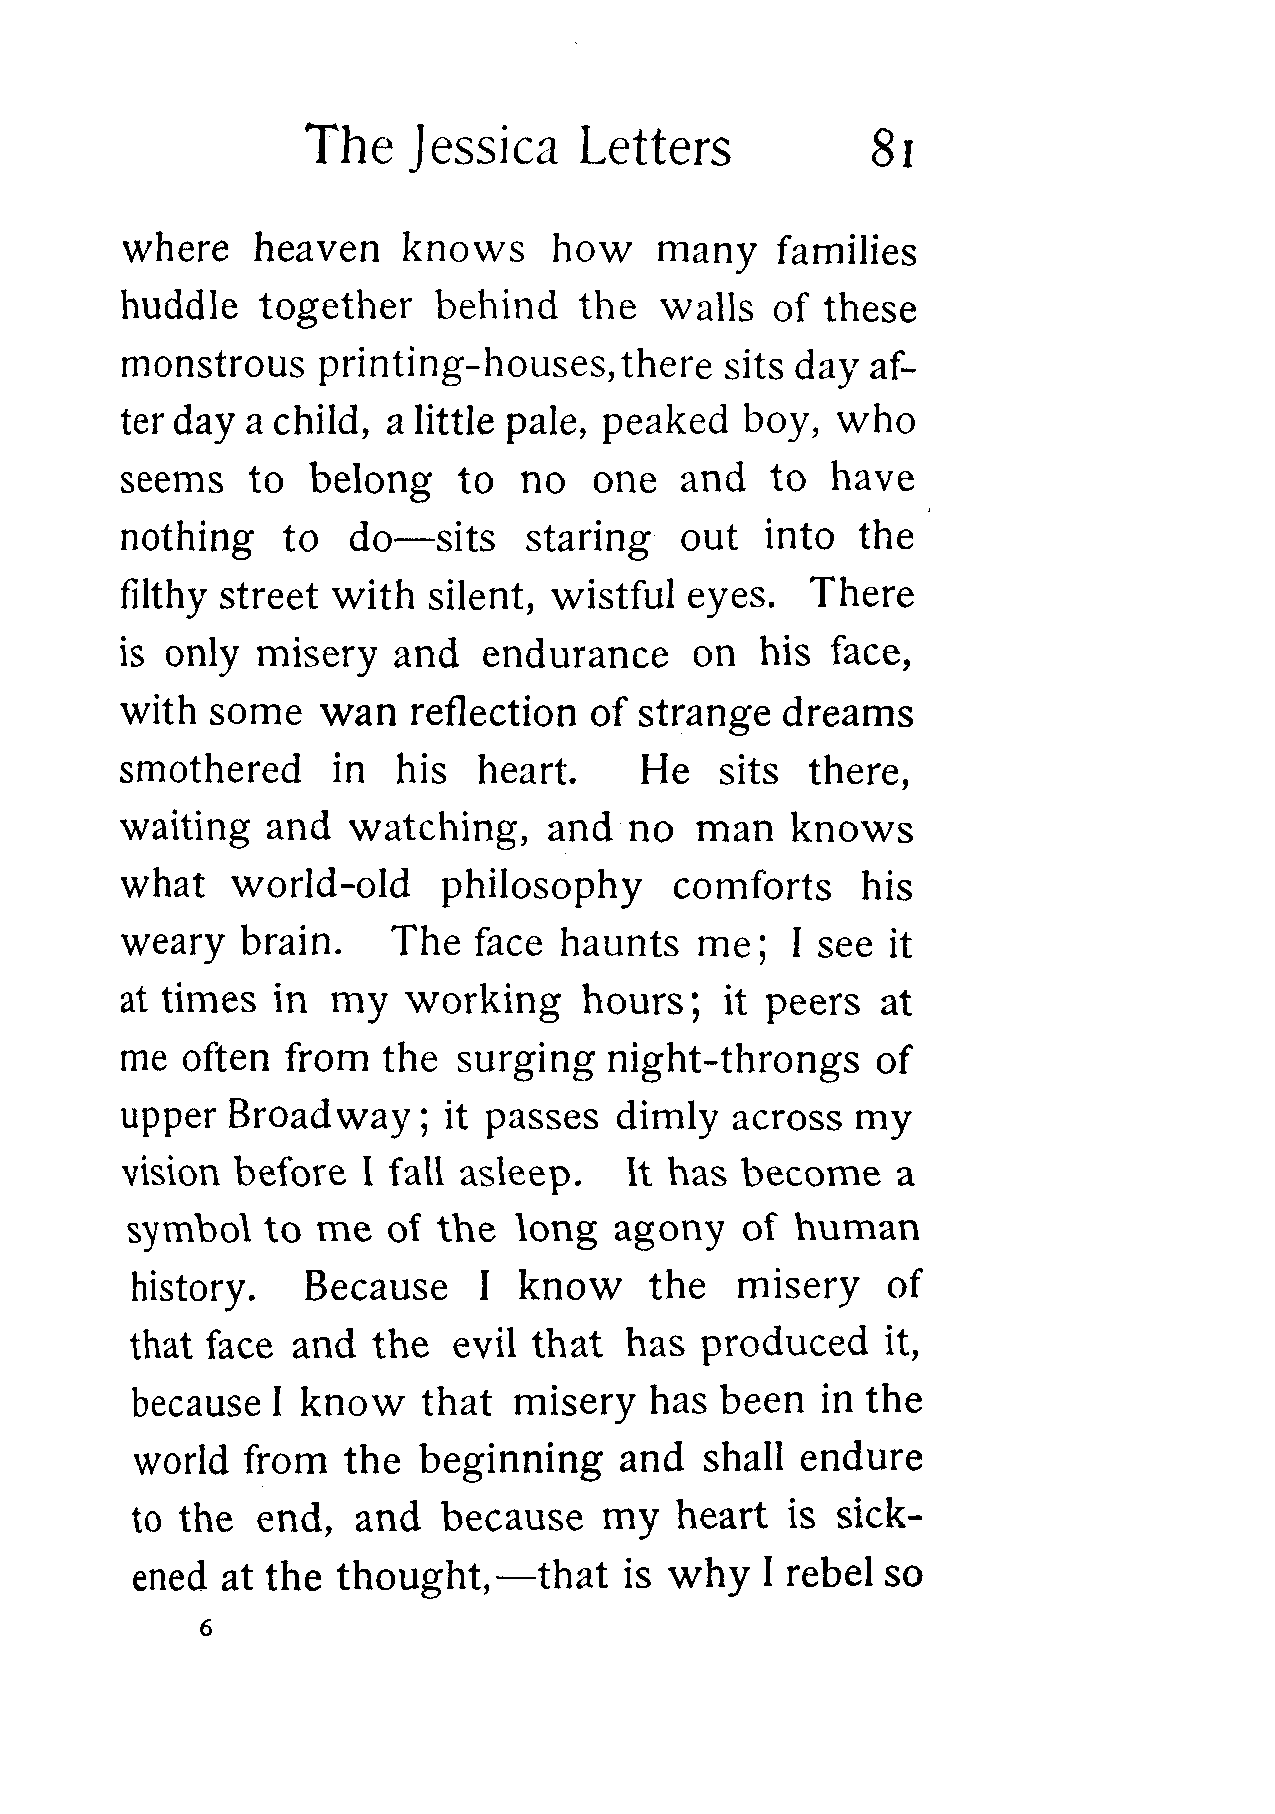 The Jessica Letters 81
where heaven knows how many families
huddle together behind the walls of these
monstrous printing-houses, there sits day af-
ter day a child, a little pale, peaked boy, who
seems to belong to no one and to have
nothing to do—sits staring out into the
filthy street with silent, wistful eyes. There
is only misery and endurance on his face,
with some wan reflection of strange dreams
smothered in his heart. He sits there,
waiting and watching, and no man knows
what world-old philosophy comforts his
weary brain. The face haunts me; I see it
at times in my working hours; it peers at
me often from the surging night-throngs of
upper Broadway; it passes dimly across my
vision before I fall asleep. It has become a
symbol to me of the long agony of human
history. Because I know the misery of
that face and the evil that has produced it,
because I know that misery has been in the
world from the beginning and shall endure
to the end, and because my heart is sick-
ened at the thought,—that is why I rebel so
6